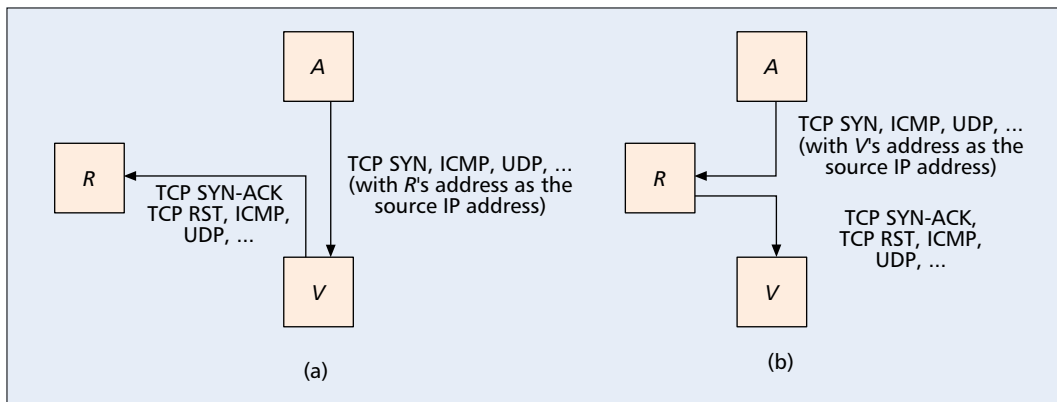 A
TCP SYN, ICMP, UDP, ...
(with R's address as the
source IP address)
R
TCP SYN-ACK
TCP RST, ICMP,
UDP, ...
V
(a)
A
TCP SYN, ICMP, UDP, ...
(with V's address as the
source IP address)
R
TCP SYN-ACK,
TCP RST, ICMP,
UDP, ...
V
(b)